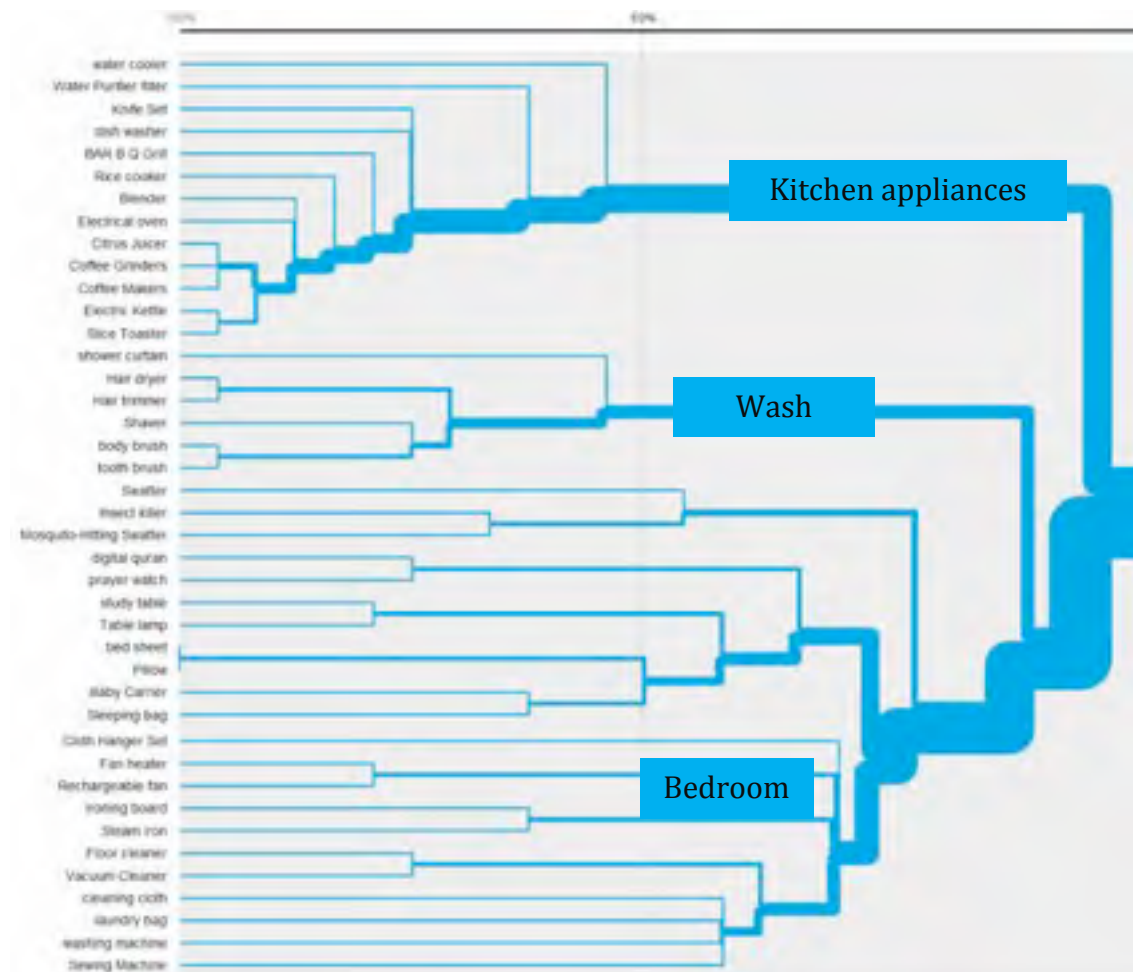 100%
60%
water cooler
Water Purifier filter
Knife Set
dish washer
BAR B Q Grill
Rice cooker
Blender
Electrical oven
Citrus Juicer
Coffee Grinders
Coffee Makers
Electric Kettle
Slice Toaster
shower curtain
Hair dryer
Hair trimmer
Shaver
body brush
tooth brush
Swatter
Insect killer
Mosquito-Hitting Swatter
digital quran
prayer watch
study table
Table lamp
bed sheet
Pillow
Baby Carrier
Sleeping bag
Cloth Hanger Set
Fan heater
Rechargeable fan
Ironing board
Steam iron
Floor cleaner
Vacuum-Cleaner
cleaning cloth
laundry bag
washing machine
Sewing Machine
Kitchen appliances
Wash
Bedroom